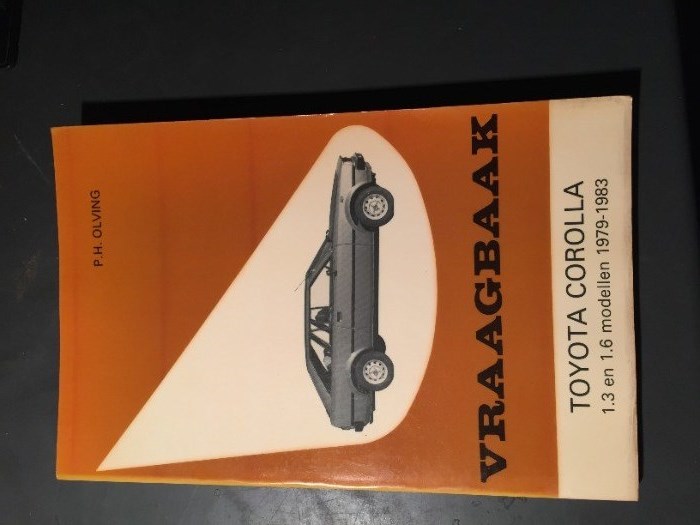 P.H. OLVING
VRAAGBAAK
TOYOTA COROLLA
1.3 en 1.6 modellen 1979-1983